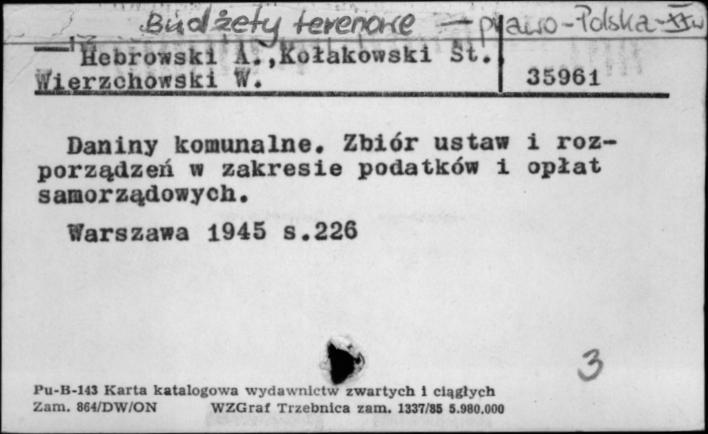 Budżety terenowe — prawo - Polska - XXw
Hebrowski A.,Kołakowski St.
Wierzchowski W.
35961
Daniny komunalne. Zbiór ustaw i roz-
porządzeń w zakresie podatków i opłat
samorządowych.
Warszawa 1945 s.226
3
Pu-B-143 Karta katalogowa wydawnictw zwartych i ciągłych
Zam. 864/DW/ON WZGraf Trzebnica zam. 1337/85 5.980.000